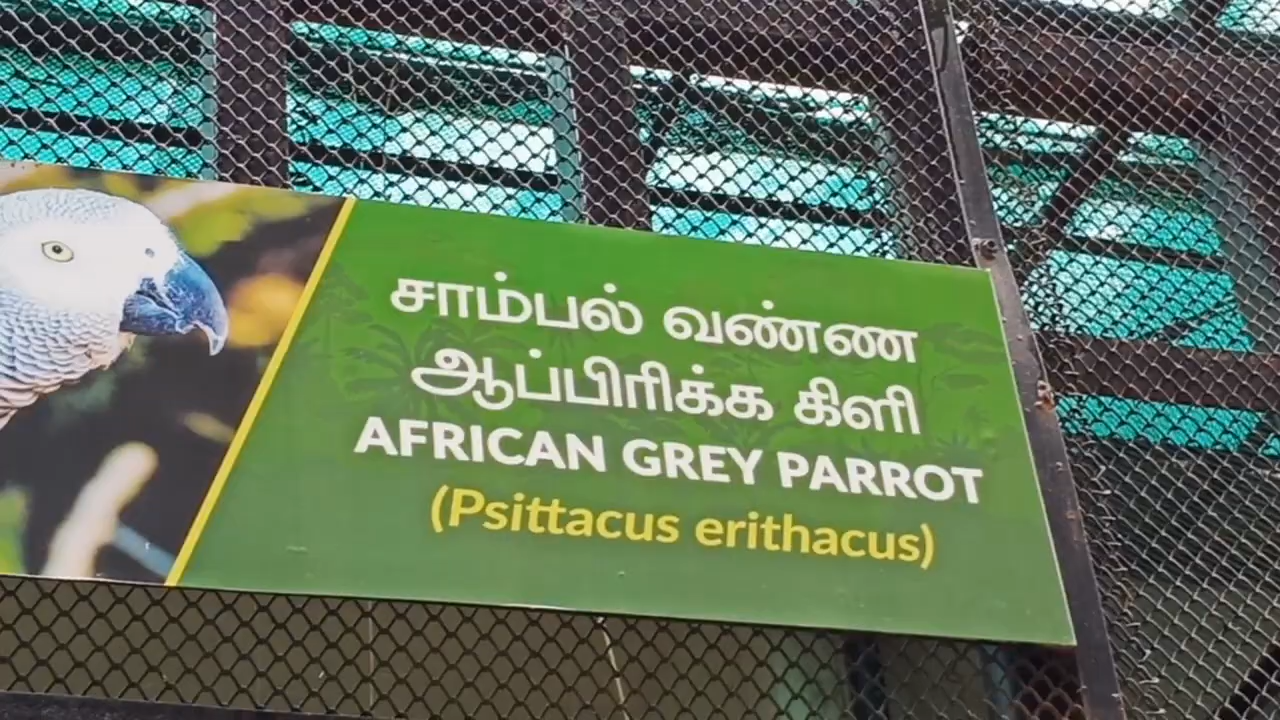 சாம்பல் வண்ண
ஆப்பிரிக்க கிளி
AFRICAN GREY PARROT
(Psittacus erithacus)